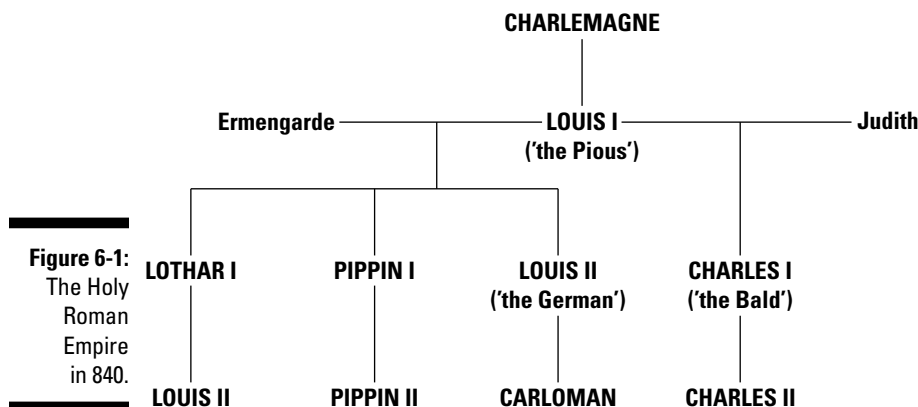 CHARLEMAGNE
Ermengarde
LOUIS I
('the Pious')
Judith
Figure 6-1:
The Holy
Roman
Empire
in 840.
LOTHAR I
PIPPIN I
LOUIS II
('the German')
CHARLES I
('the Bald')
LOUIS II
PIPPIN II
CARLOMAN
CHARLES II